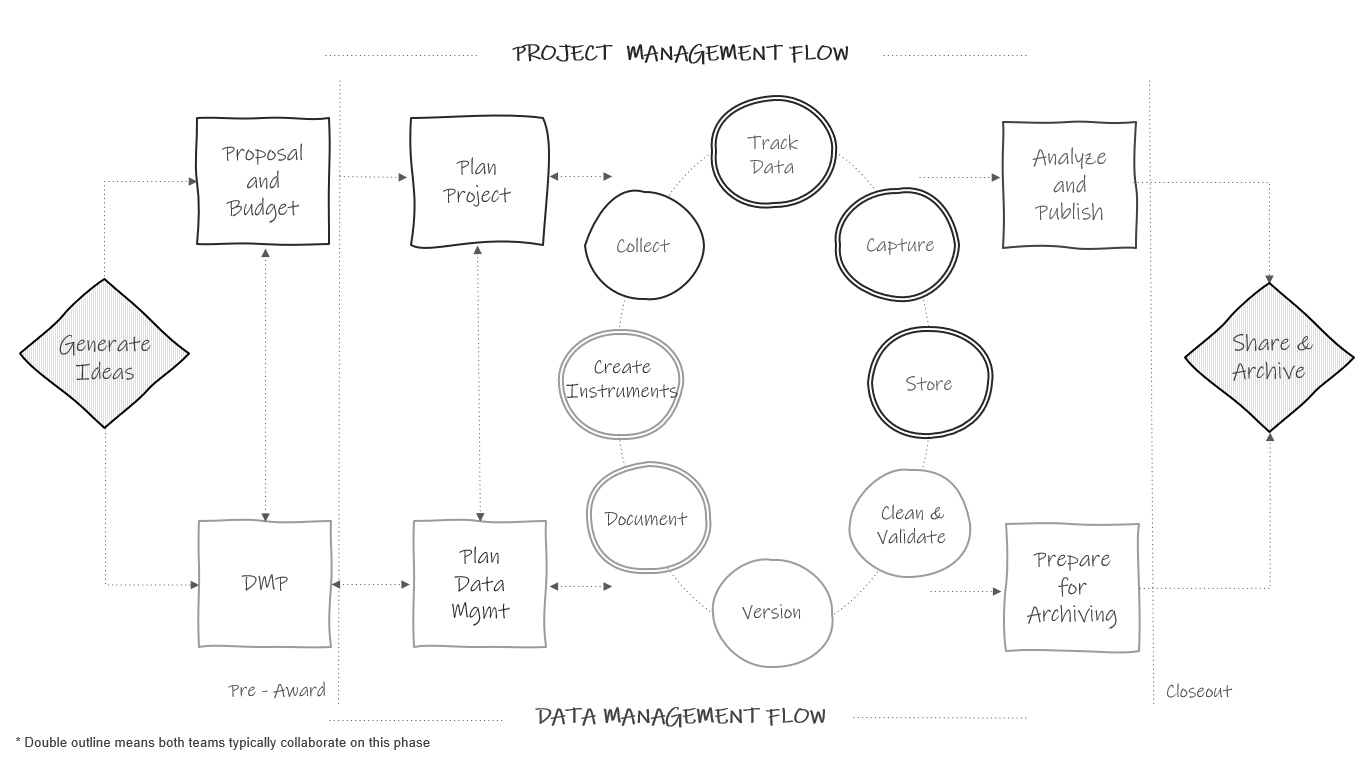 PROJECT MANAGEMENT FLOW
Proposal
and
Budget
Plan
Project
Track
Data
Analyze
and
Publish
Collect
Capture
Generate
Ideas
Create
Instruments
Store
Share &
Archive
Document
Clean &
Validate
DMP
Plan
Data
Mgmt
Version
Prepare
for
Archiving
Pre - Award
Closeout
DATA MANAGEMENT FLOW
* Double outline means both teams typically collaborate on this phase